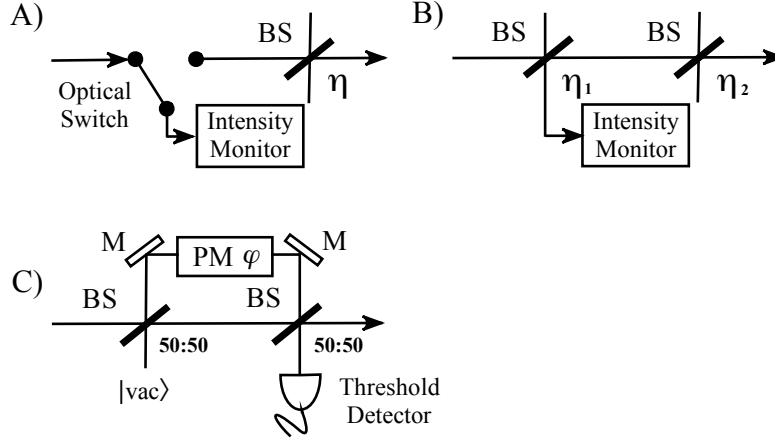 A)
BS
Optical
Switch
Intensity
Monitor
η
B)
BS
BS
η1
η2
Intensity
Monitor
C)
M
PM φ
M
BS
BS
50:50
50:50
|vac⟩
Threshold
Detector